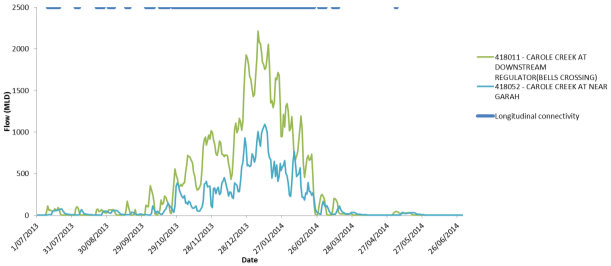 2500
2000
1500
1000
500
0
Flow (MLD)
1/07/2013
31/07/2013
30/08/2013
29/09/2013
29/10/2013
28/11/2013
28/12/2013
27/01/2014
26/02/2014
28/03/2014
27/04/2014
27/05/2014
26/06/2014
Date
418011 - CAROLE CREEK AT
DOWNSTREAM
REGULATOR(BELLS CROSSING)
418052 - CAROLE CREEK AT NEAR
GARAH
Longitudinal connectivity